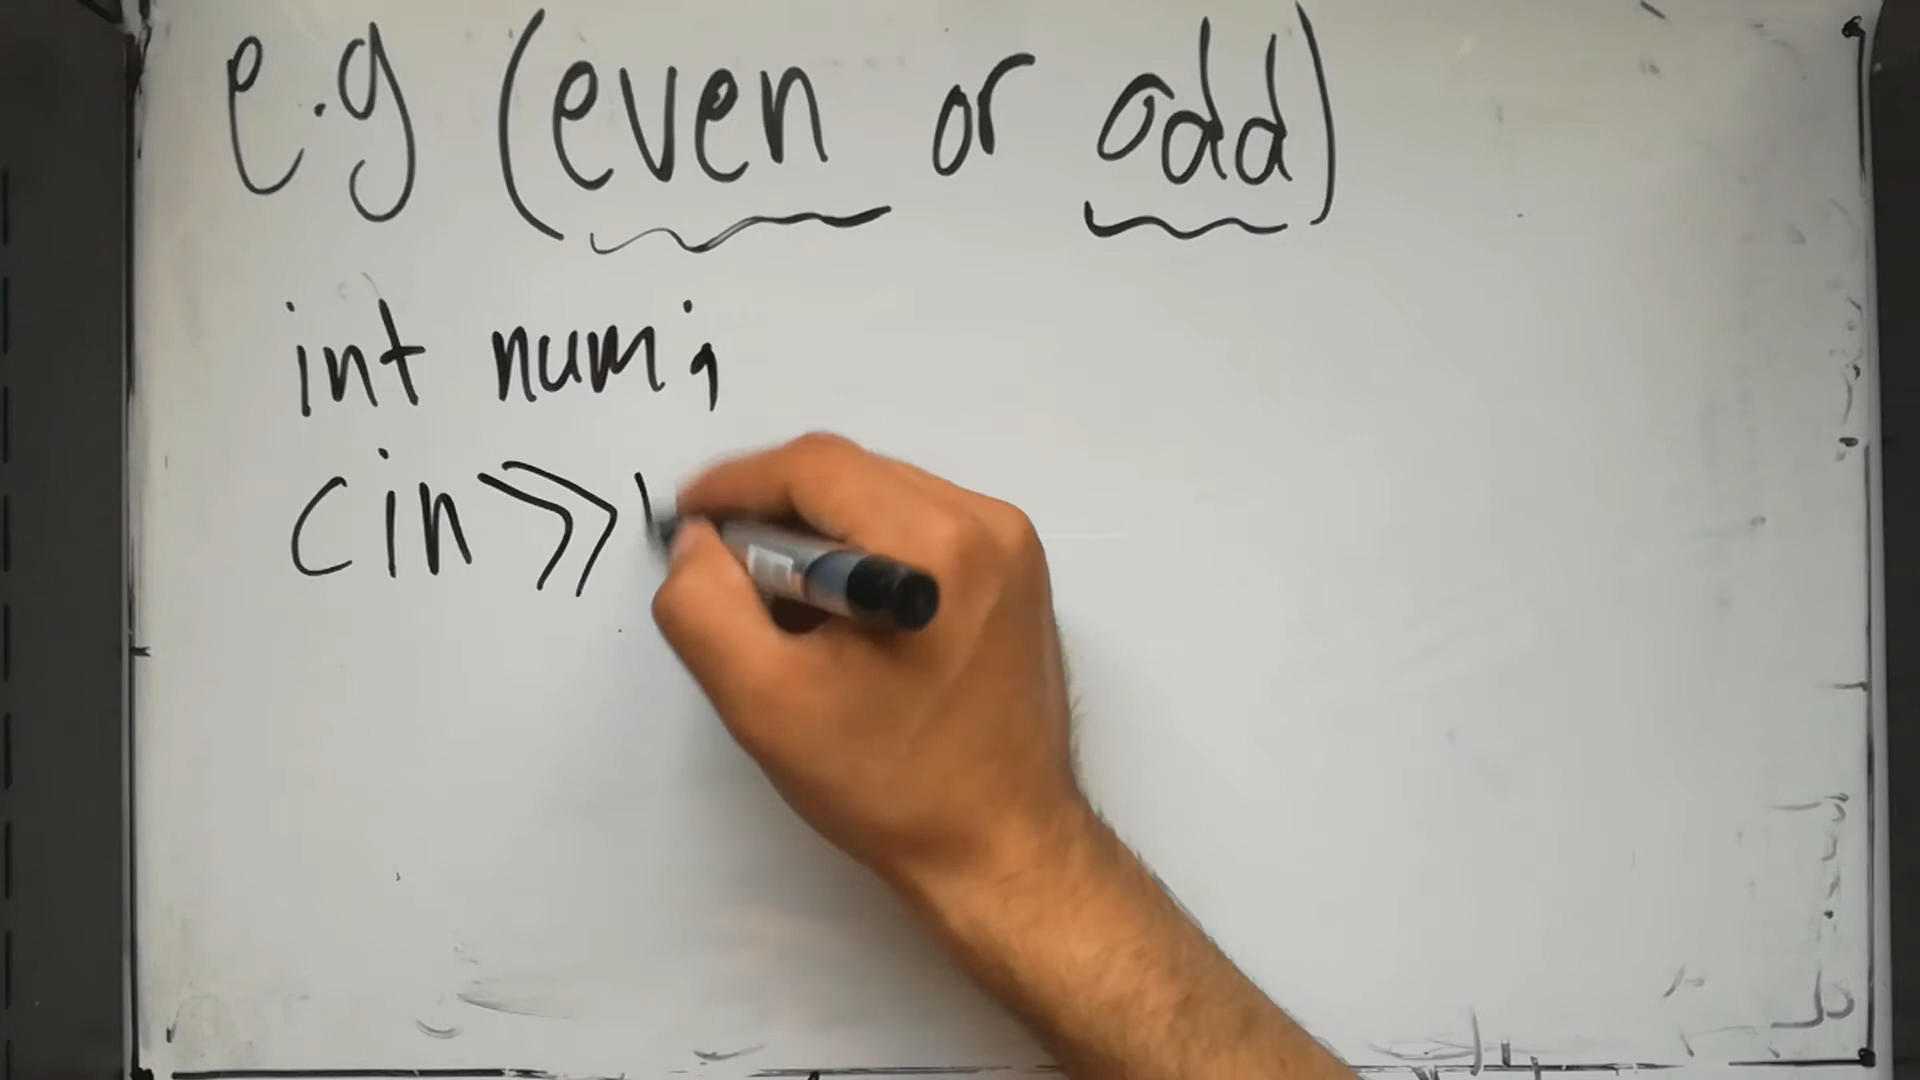 e.g (even or odd)
int num;
cin >>